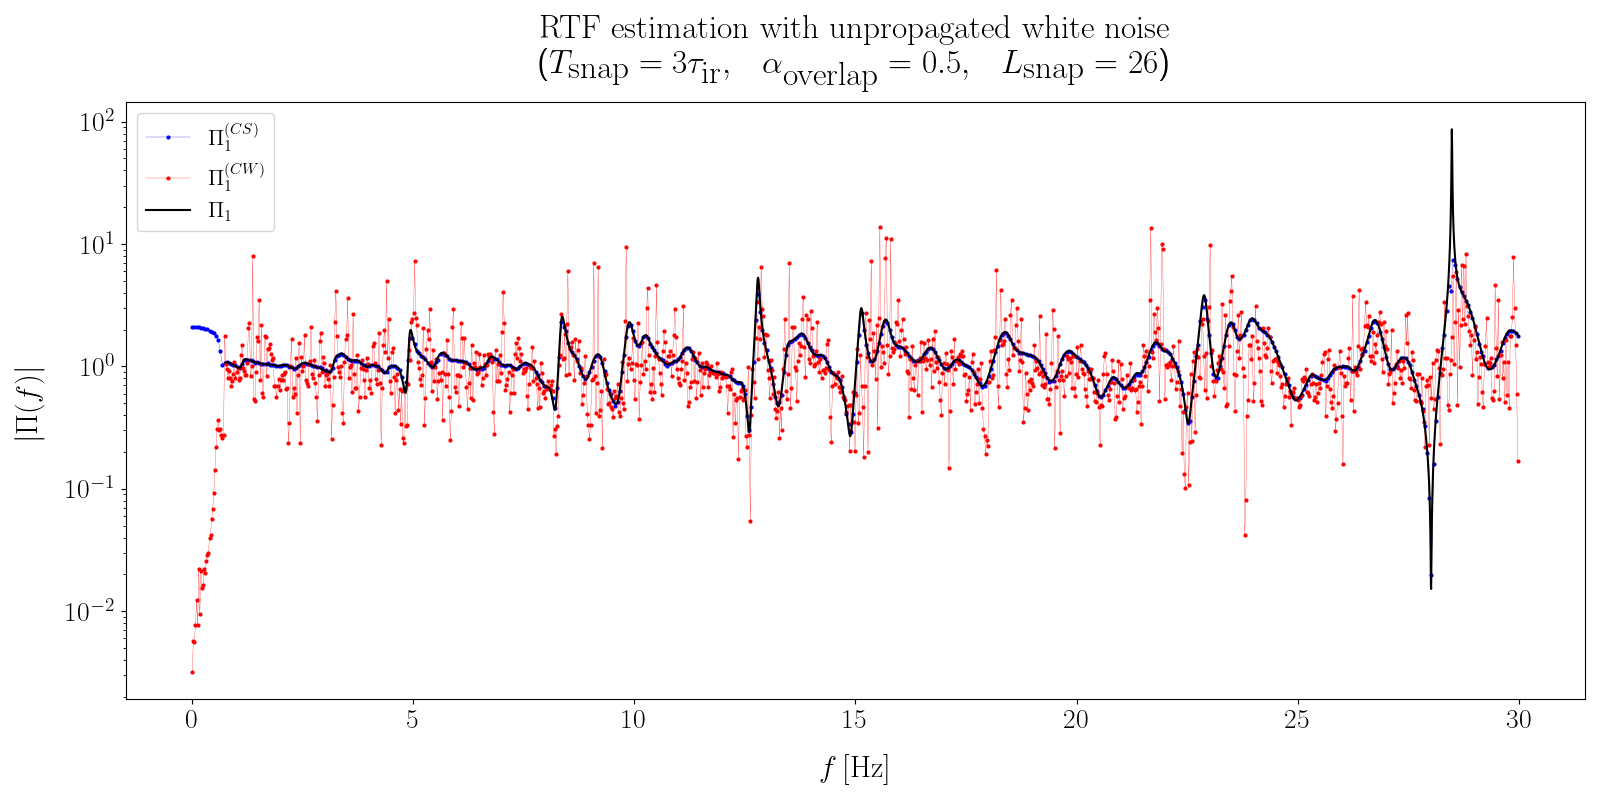 RTF estimation with unpropagated white noise
(T_snap = 3τ_ir, α_overlap = 0.5, L_snap = 26)
Π_1^(CS)
Π_1^(CW)
Π_1
|Π(f)|
10^2
10^1
10^0
10^−1
10^−2
0 5 10 15 20 25 30
f [Hz]